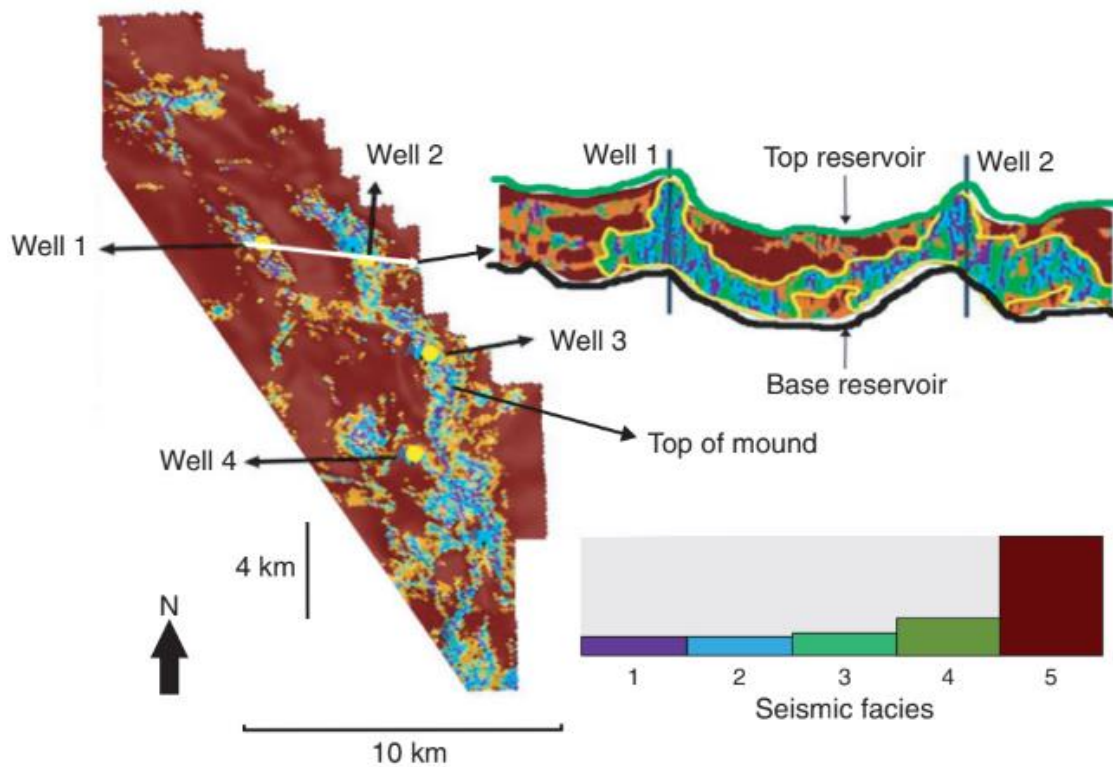 Well 2
Well 1
Well 3
Top of mound
Well 4
4 km
N
10 km
Well 1
Top reservoir
Well 2
Base reservoir
1 2 3 4 5
Seismic facies